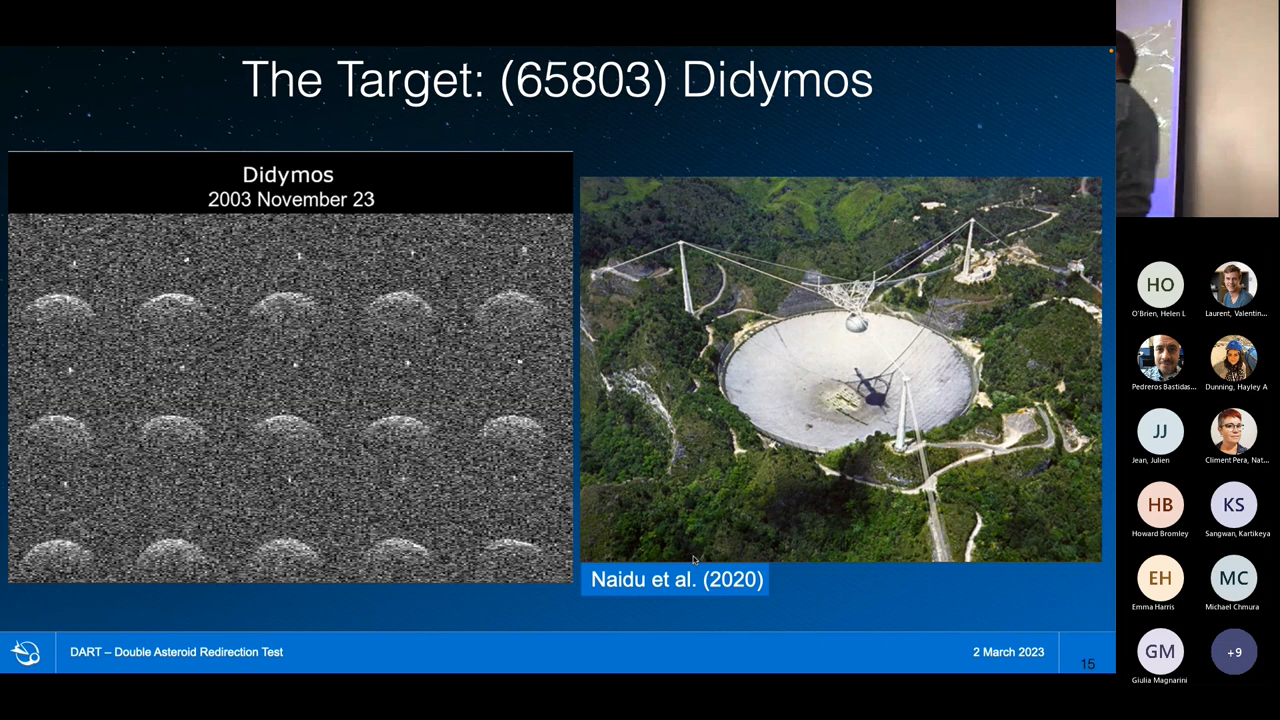 The Target: (65803) Didymos
Didymos
2003 November 23
Naidu et al. (2020)
DART – Double Asteroid Redirection Test
2 March 2023
15
HO
O'Brien, Helen L
Laurent, Valentin...
Pedreros Bastidas...
Dunning, Hayley A
JJ
Jean, Julien
Climent Pera, Nat...
HB
Howard Bromley
KS
Sangwan, Kartikeya
EH
Emma Harris
MC
Michael Chmura
GM
Giulia Magnarini
+9